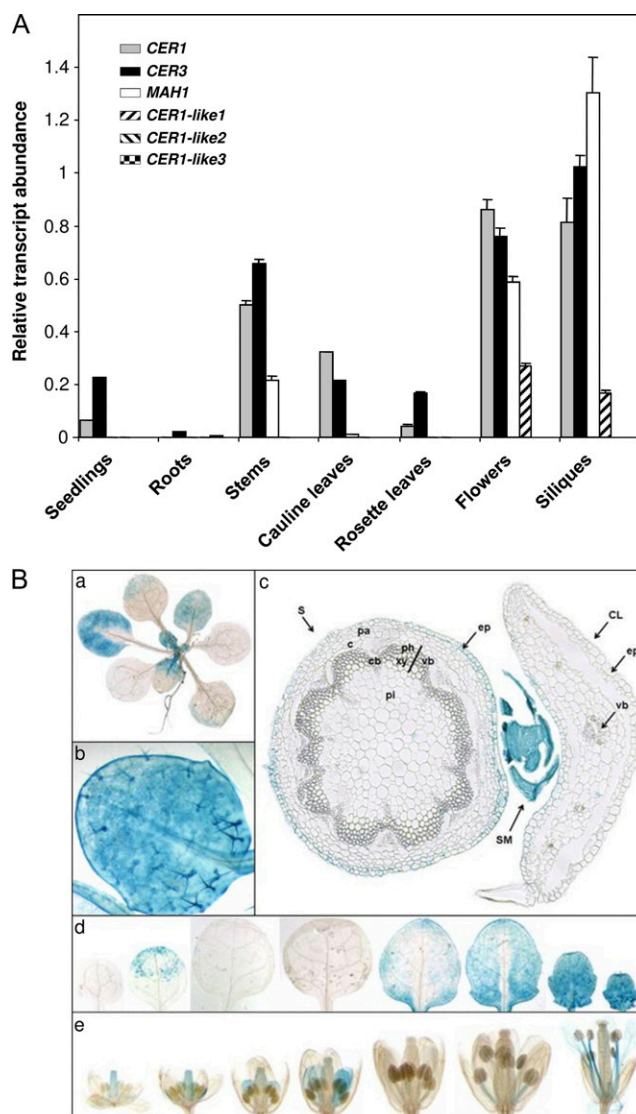 A
Relative transcript abundance
1.4
1.2
1
0.8
0.6
0.4
0.2
0
CER1
CER3
MAH1
CER1-like1
CER1-like2
CER1-like3
Seedlings
Roots
Stems
Cauline leaves
Rosette leaves
Flowers
Siliques
B
a
b
c
S
pa
c
cb
ph
xy
vb
pi
ep
SM
CL
ep
vb
d
e